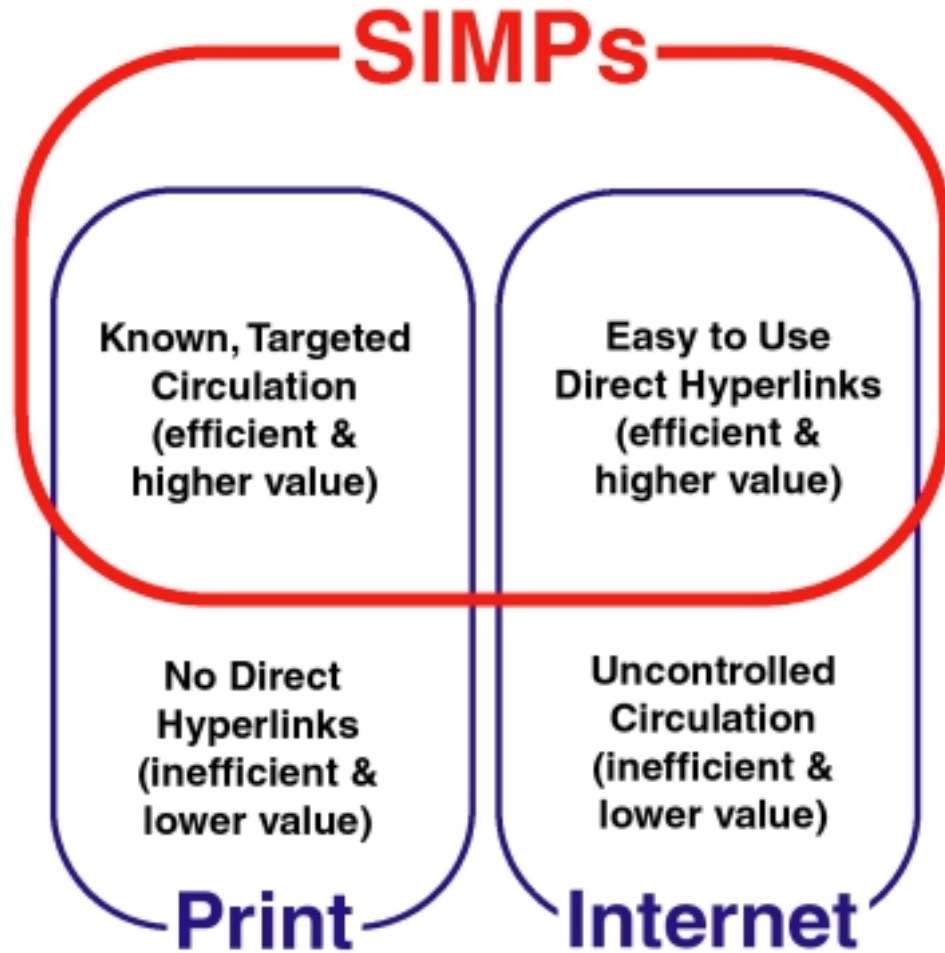 SIMPs
Known, Targeted
Circulation
(efficient &
higher value)
Easy to Use
Direct Hyperlinks
(efficient &
higher value)
No Direct
Hyperlinks
(inefficient &
lower value)
Uncontrolled
Circulation
(inefficient &
lower value)
Print
Internet